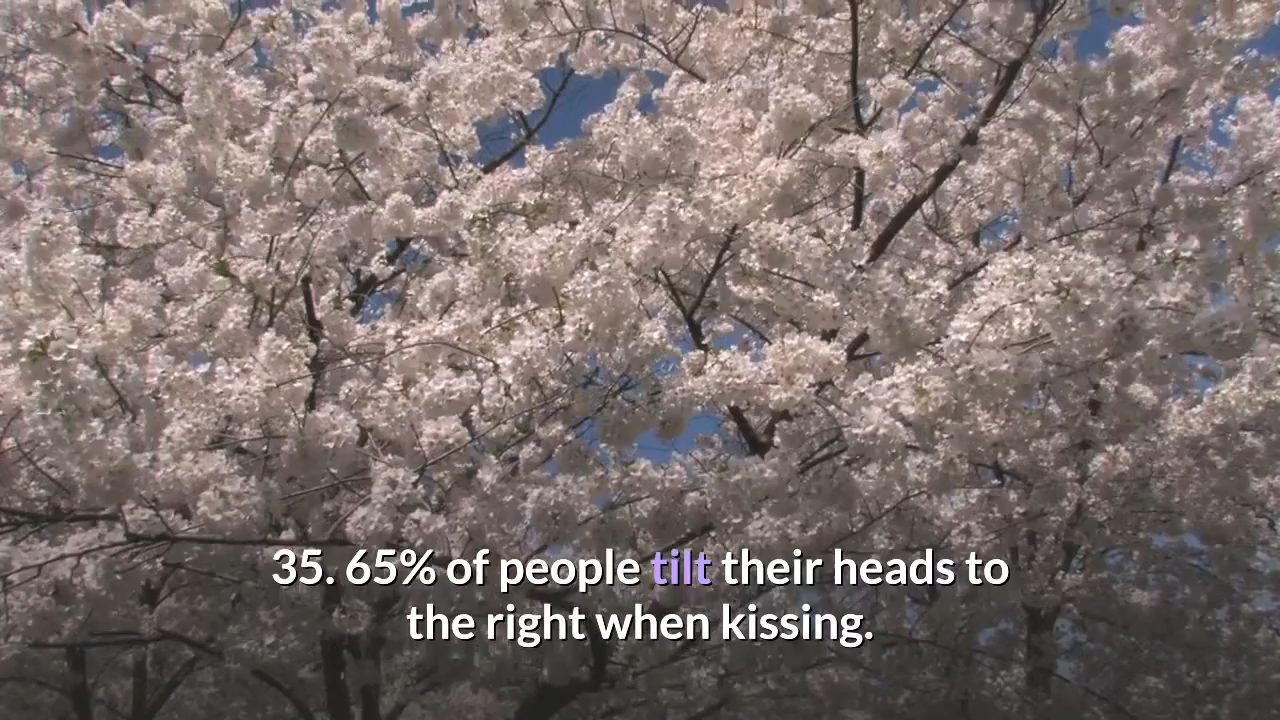 35. 65% of people tilt their heads to
the right when kissing.